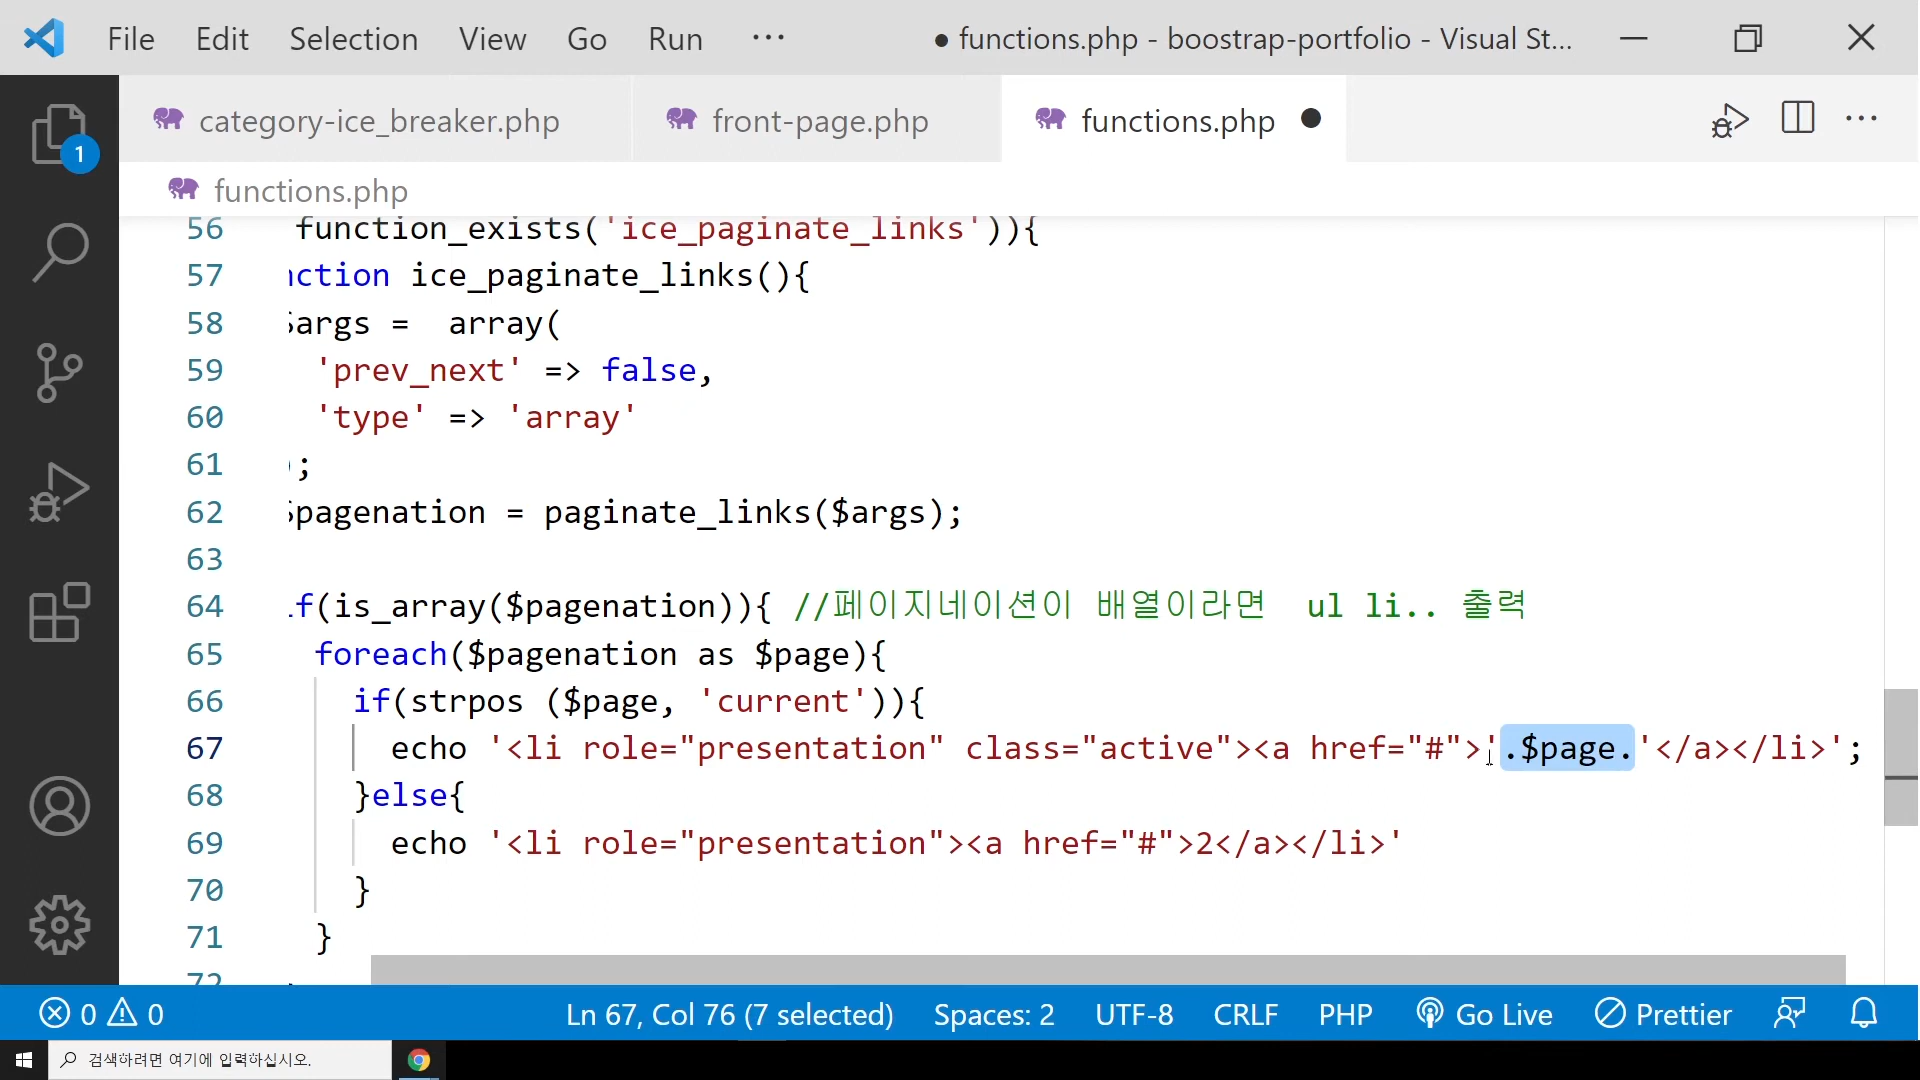 File Edit Selection View Go Run ···
● functions.php - boostrap-portfolio - Visual St...
category-ice_breaker.php
front-page.php
functions.php ●
functions.php
1
56 function_exists('ice_paginate_links')){
57 nction ice_paginate_links(){
58 $args =  array(
59 'prev_next' => false,
60 'type' => 'array'
61 );
62 $pagenation = paginate_links($args);
63
64 if(is_array($pagenation)){ //페이지네이션이 배열이라면  ul li.. 출력
65 foreach($pagenation as $page){
66 if(strpos ($page, 'current')){
67 echo '<li role="presentation" class="active"><a href="#">'.$page.'</a></li>';
68 }else{
69 echo '<li role="presentation"><a href="#">2</a></li>'
70 }
71 }
72
0 0 Ln 67, Col 76 (7 selected) Spaces: 2 UTF-8 CRLF PHP Go Live Prettier
검색하려면 여기에 입력하십시오.